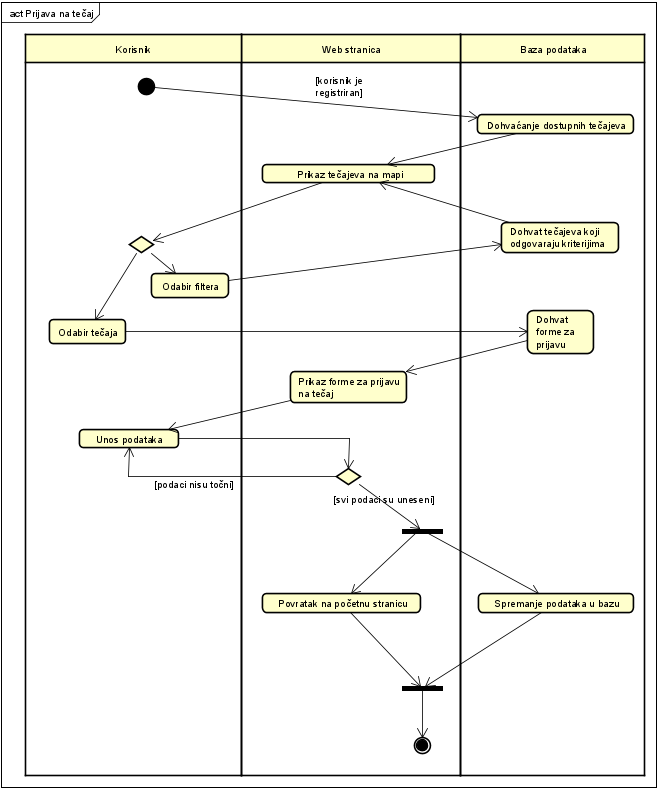 act Prijava na tečaj
Korisnik
Web stranica
Baza podataka
[korisnik je
registriran]
Dohvaćanje dostupnih tečajeva
Prikaz tečajeva na mapi
Dohvat tečajeva koji
odgovaraju kriterijima
Odabir filtera
Odabir tečaja
Dohvat
forme za
prijavu
Prikaz forme za prijavu
na tečaj
Unos podataka
[podaci nisu točni]
[svi podaci su uneseni]
Povratak na početnu stranicu
Spremanje podataka u bazu